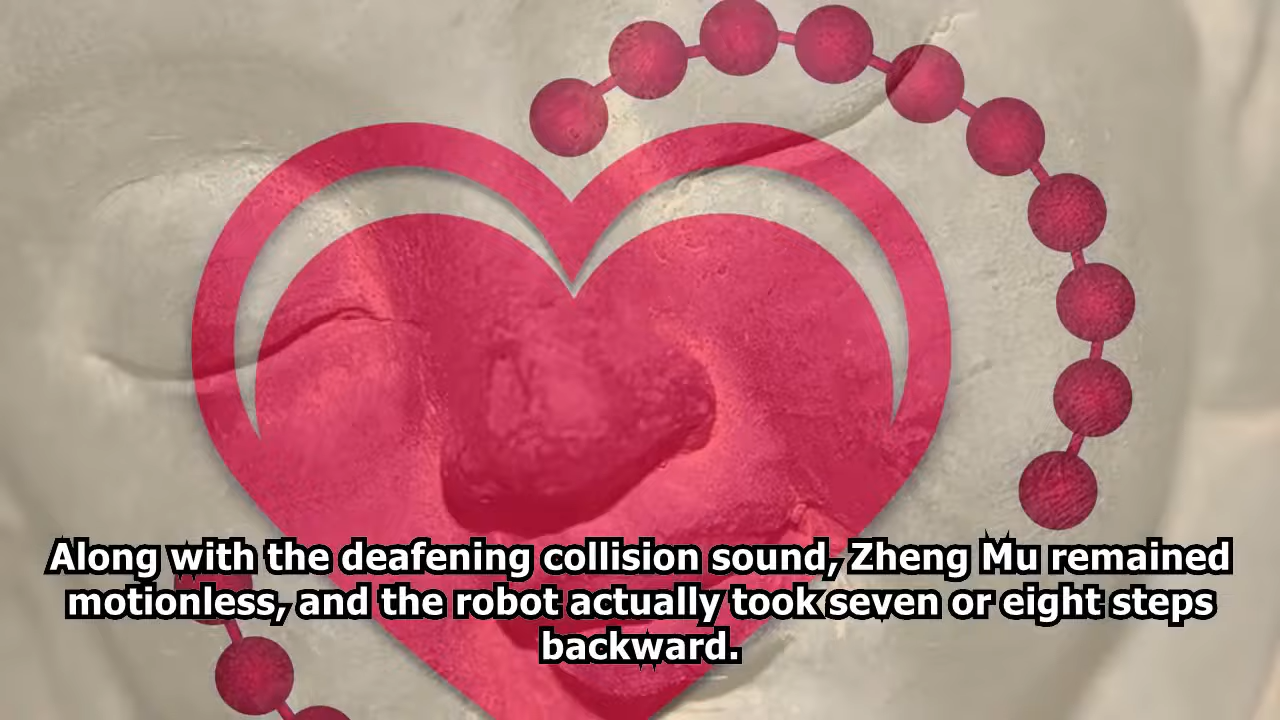 Along with the deafening collision sound, Zheng Mu remained
motionless, and the robot actually took seven or eight steps
backward.